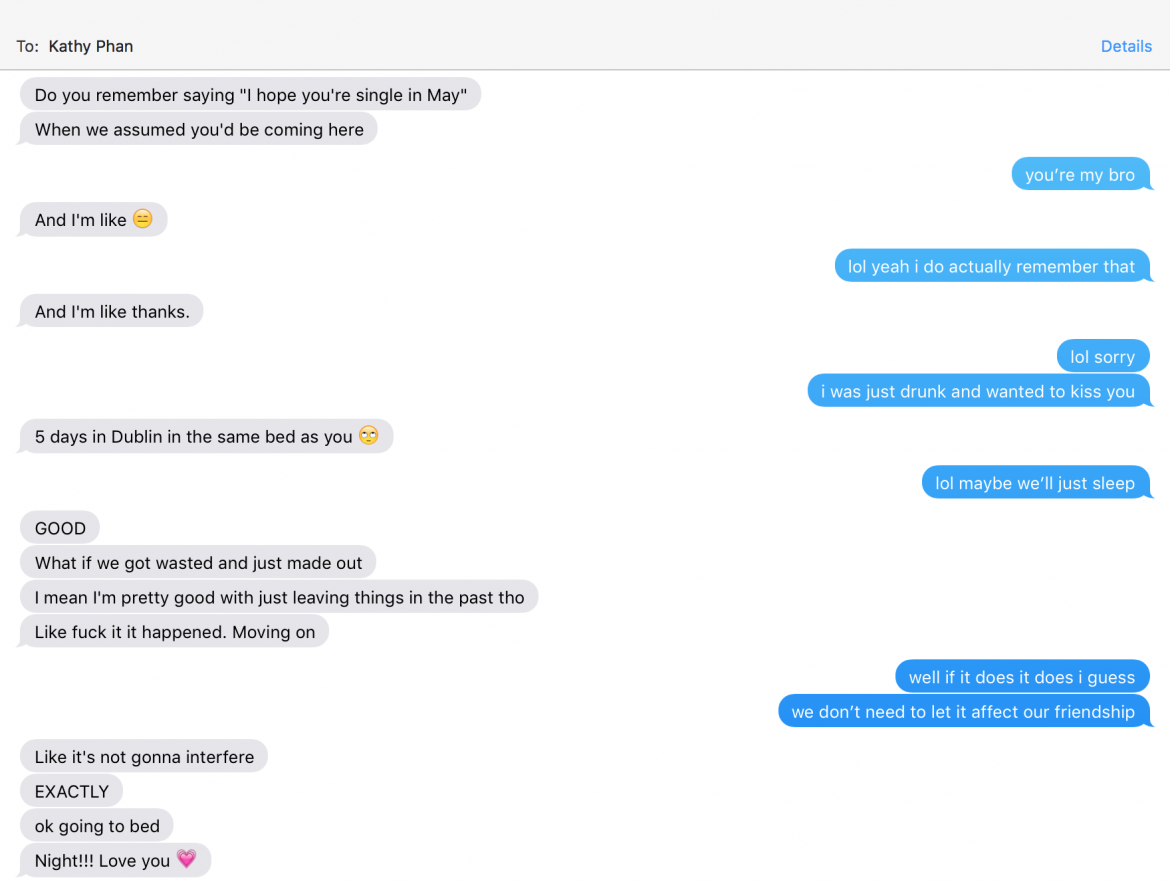 To: Kathy Phan
Details
Do you remember saying "I hope you're single in May"
When we assumed you'd be coming here
you’re my bro
And I'm like 😑
lol yeah i do actually remember that
And I'm like thanks.
lol sorry
i was just drunk and wanted to kiss you
5 days in Dublin in the same bed as you 🙄
lol maybe we’ll just sleep
GOOD
What if we got wasted and just made out
I mean I'm pretty good with just leaving things in the past tho
Like fuck it it happened. Moving on
well if it does it does i guess
we don’t need to let it affect our friendship
Like it's not gonna interfere
EXACTLY
ok going to bed
Night!!! Love you 💗